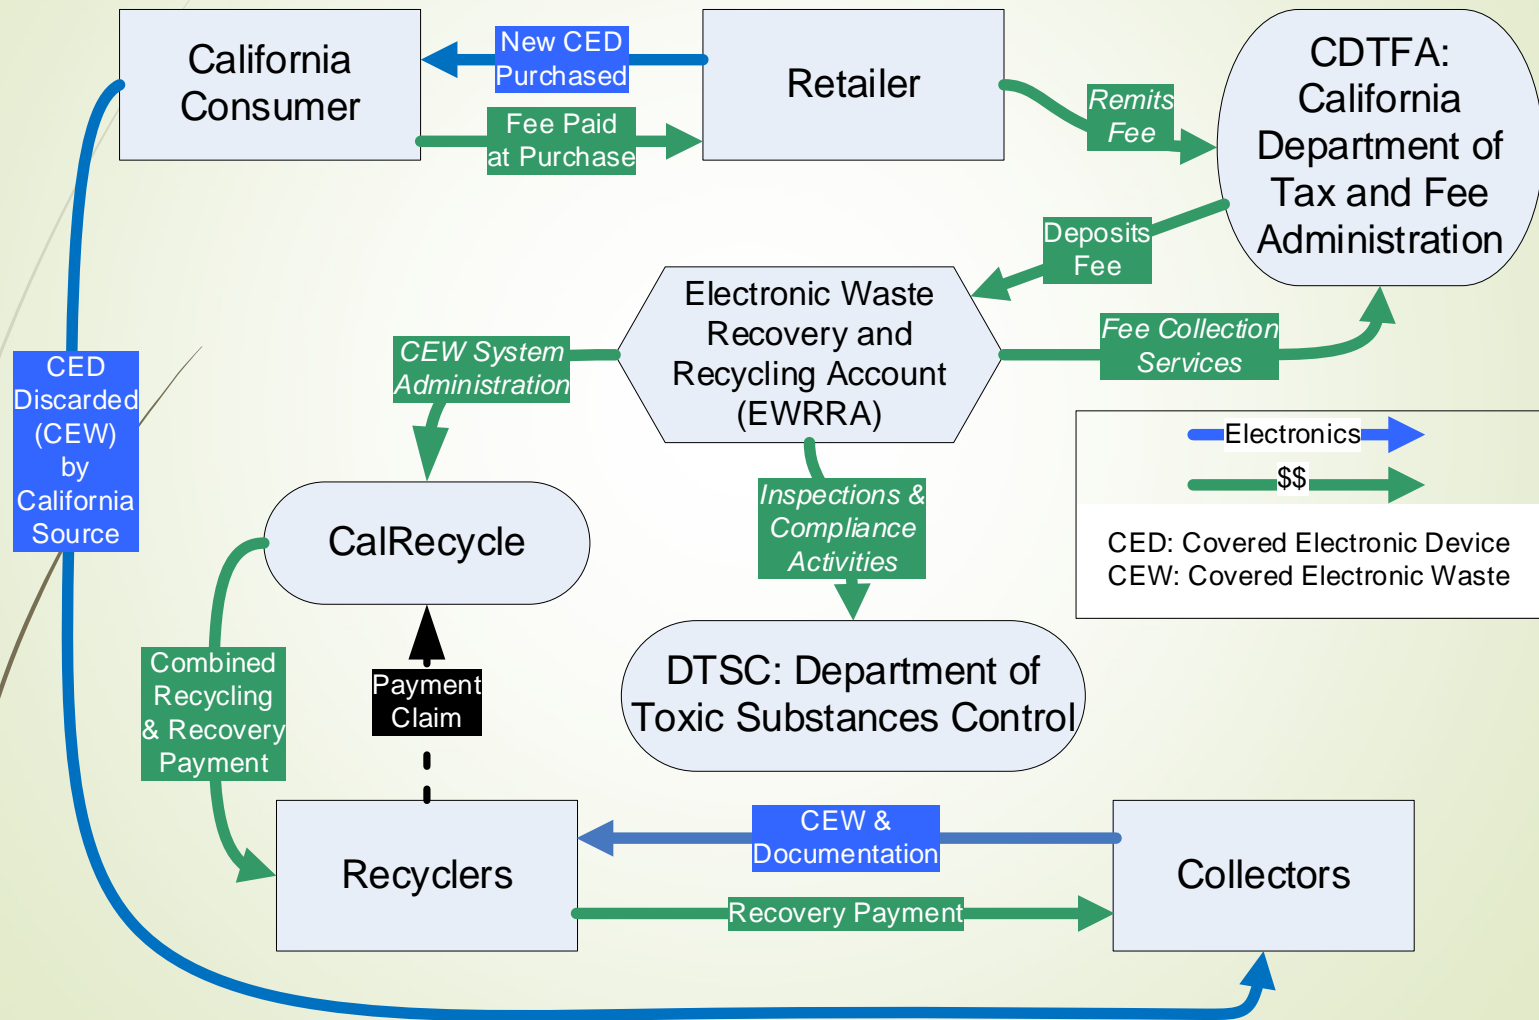 California
Consumer
New CED
Purchased
Fee Paid
at Purchase
Retailer
Remits
Fee
CDTFA:
California
Department of
Tax and Fee
Administration
Deposits
Fee
Electronic Waste
Recovery and
Recycling Account
(EWRRA)
Fee Collection
Services
CEW System
Administration
CED
Discarded
(CEW)
by
California
Source
Electronics
$$
CED: Covered Electronic Device
CEW: Covered Electronic Waste
Inspections &
Compliance
Activities
CalRecycle
DTSC: Department of
Toxic Substances Control
Combined
Recycling
& Recovery
Payment
Payment
Claim
Recyclers
CEW &
Documentation
Recovery Payment
Collectors